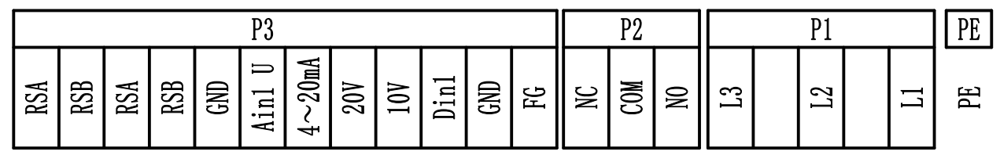 P3 P2 P1 PE
RSA RSB RSA RSB GND Ain1 U 4~20mA 20V 10V Din1 GND FG NC COM NO L3 L2 L1 PE